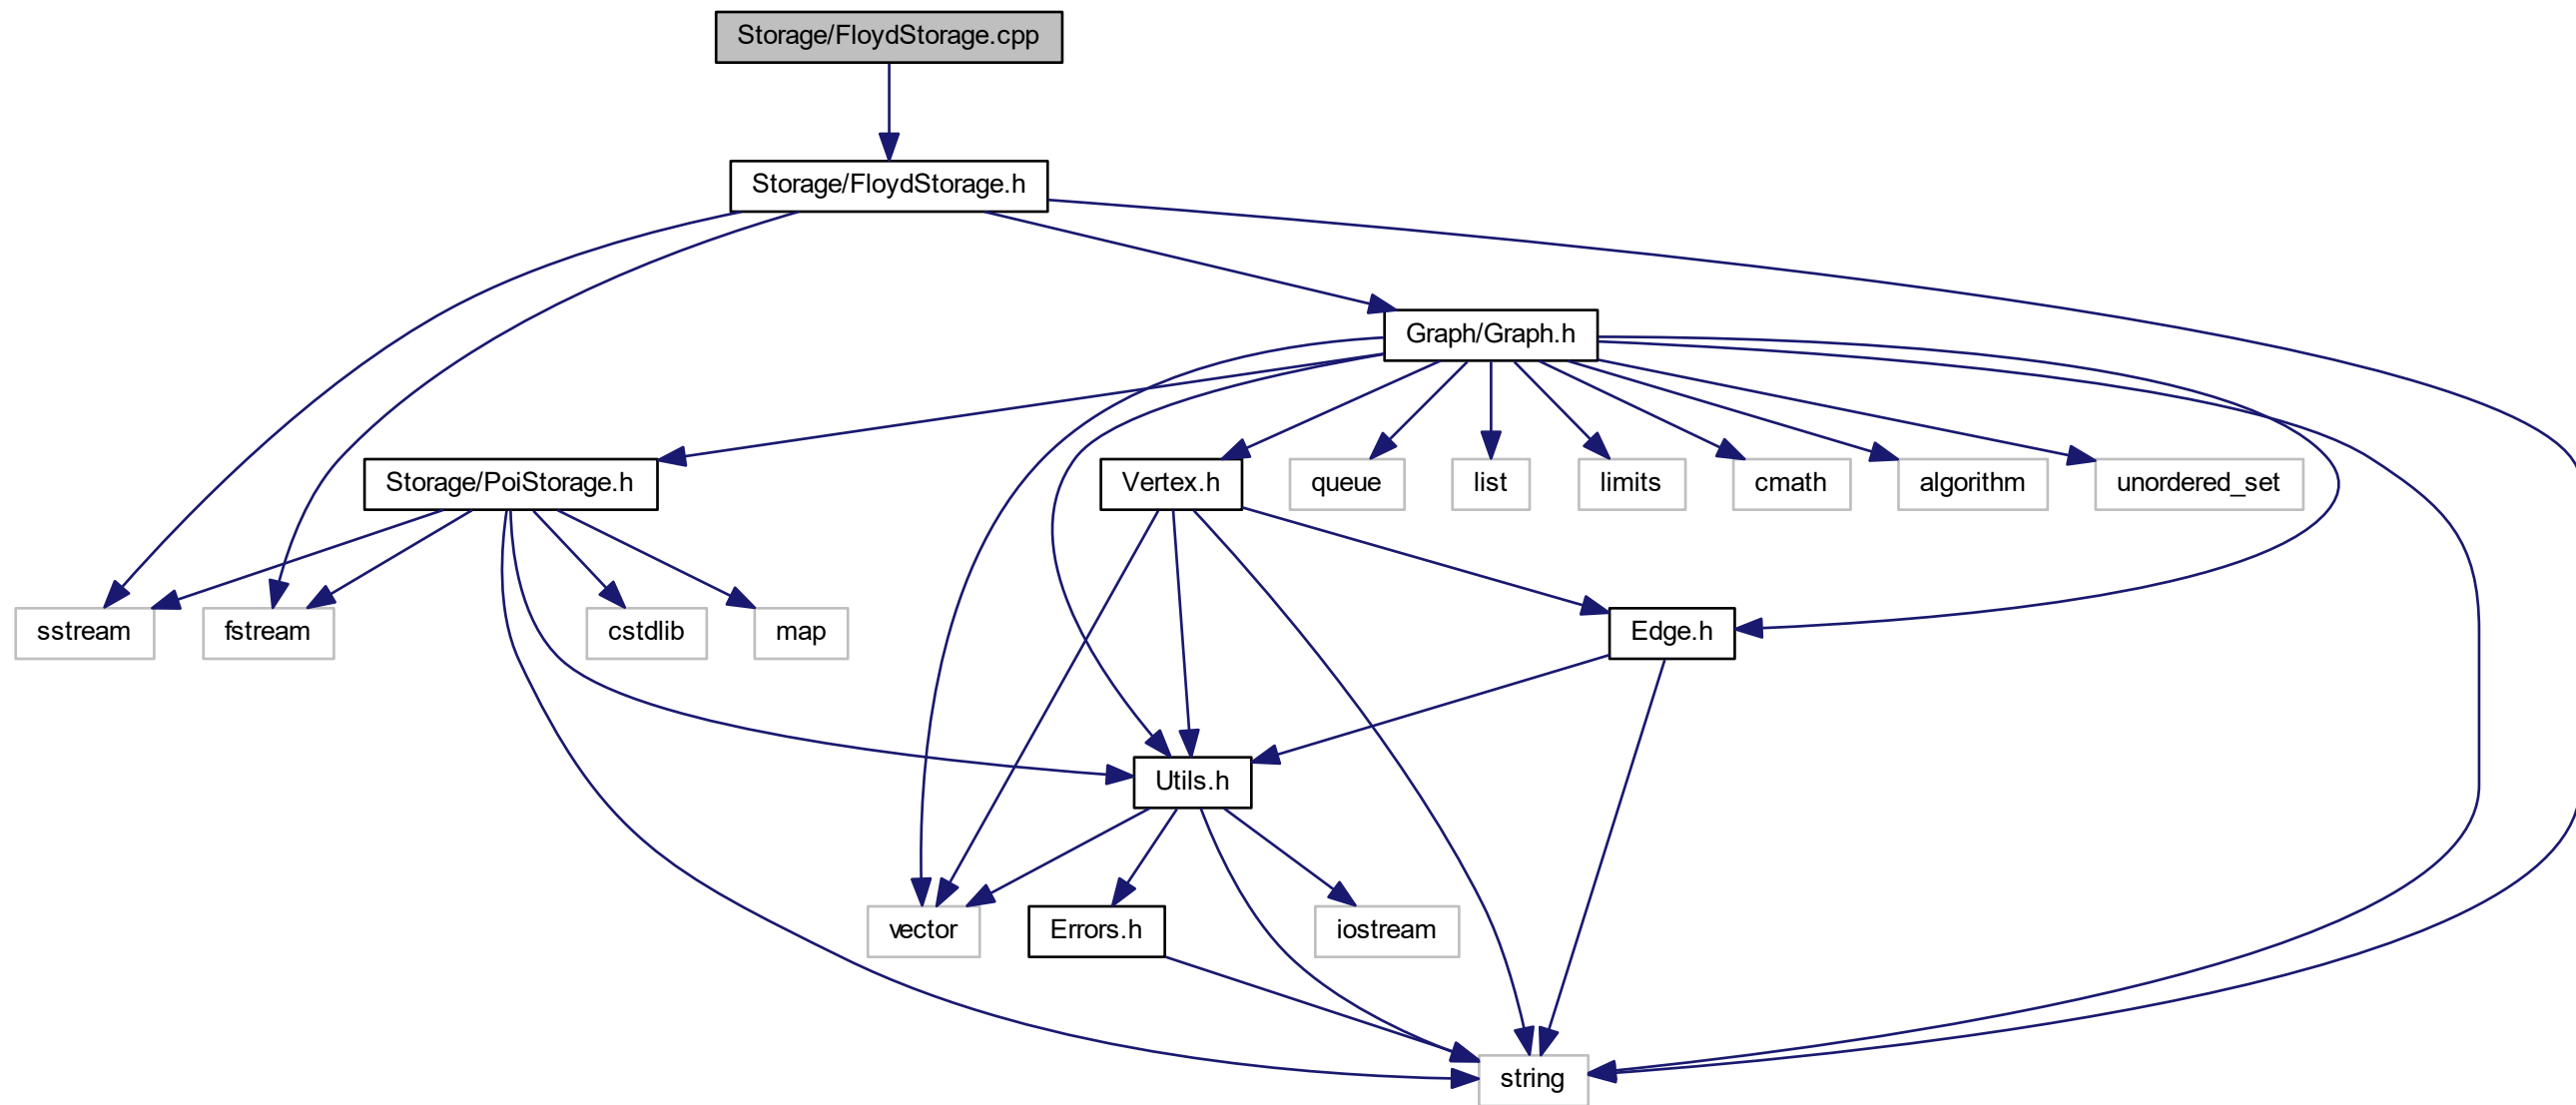 Storage/FloydStorage.cpp
Storage/FloydStorage.h
Graph/Graph.h
Storage/PoiStorage.h
Vertex.h
queue
list
limits
cmath
algorithm
unordered_set
sstream
fstream
cstdlib
map
Edge.h
Utils.h
vector
Errors.h
iostream
string